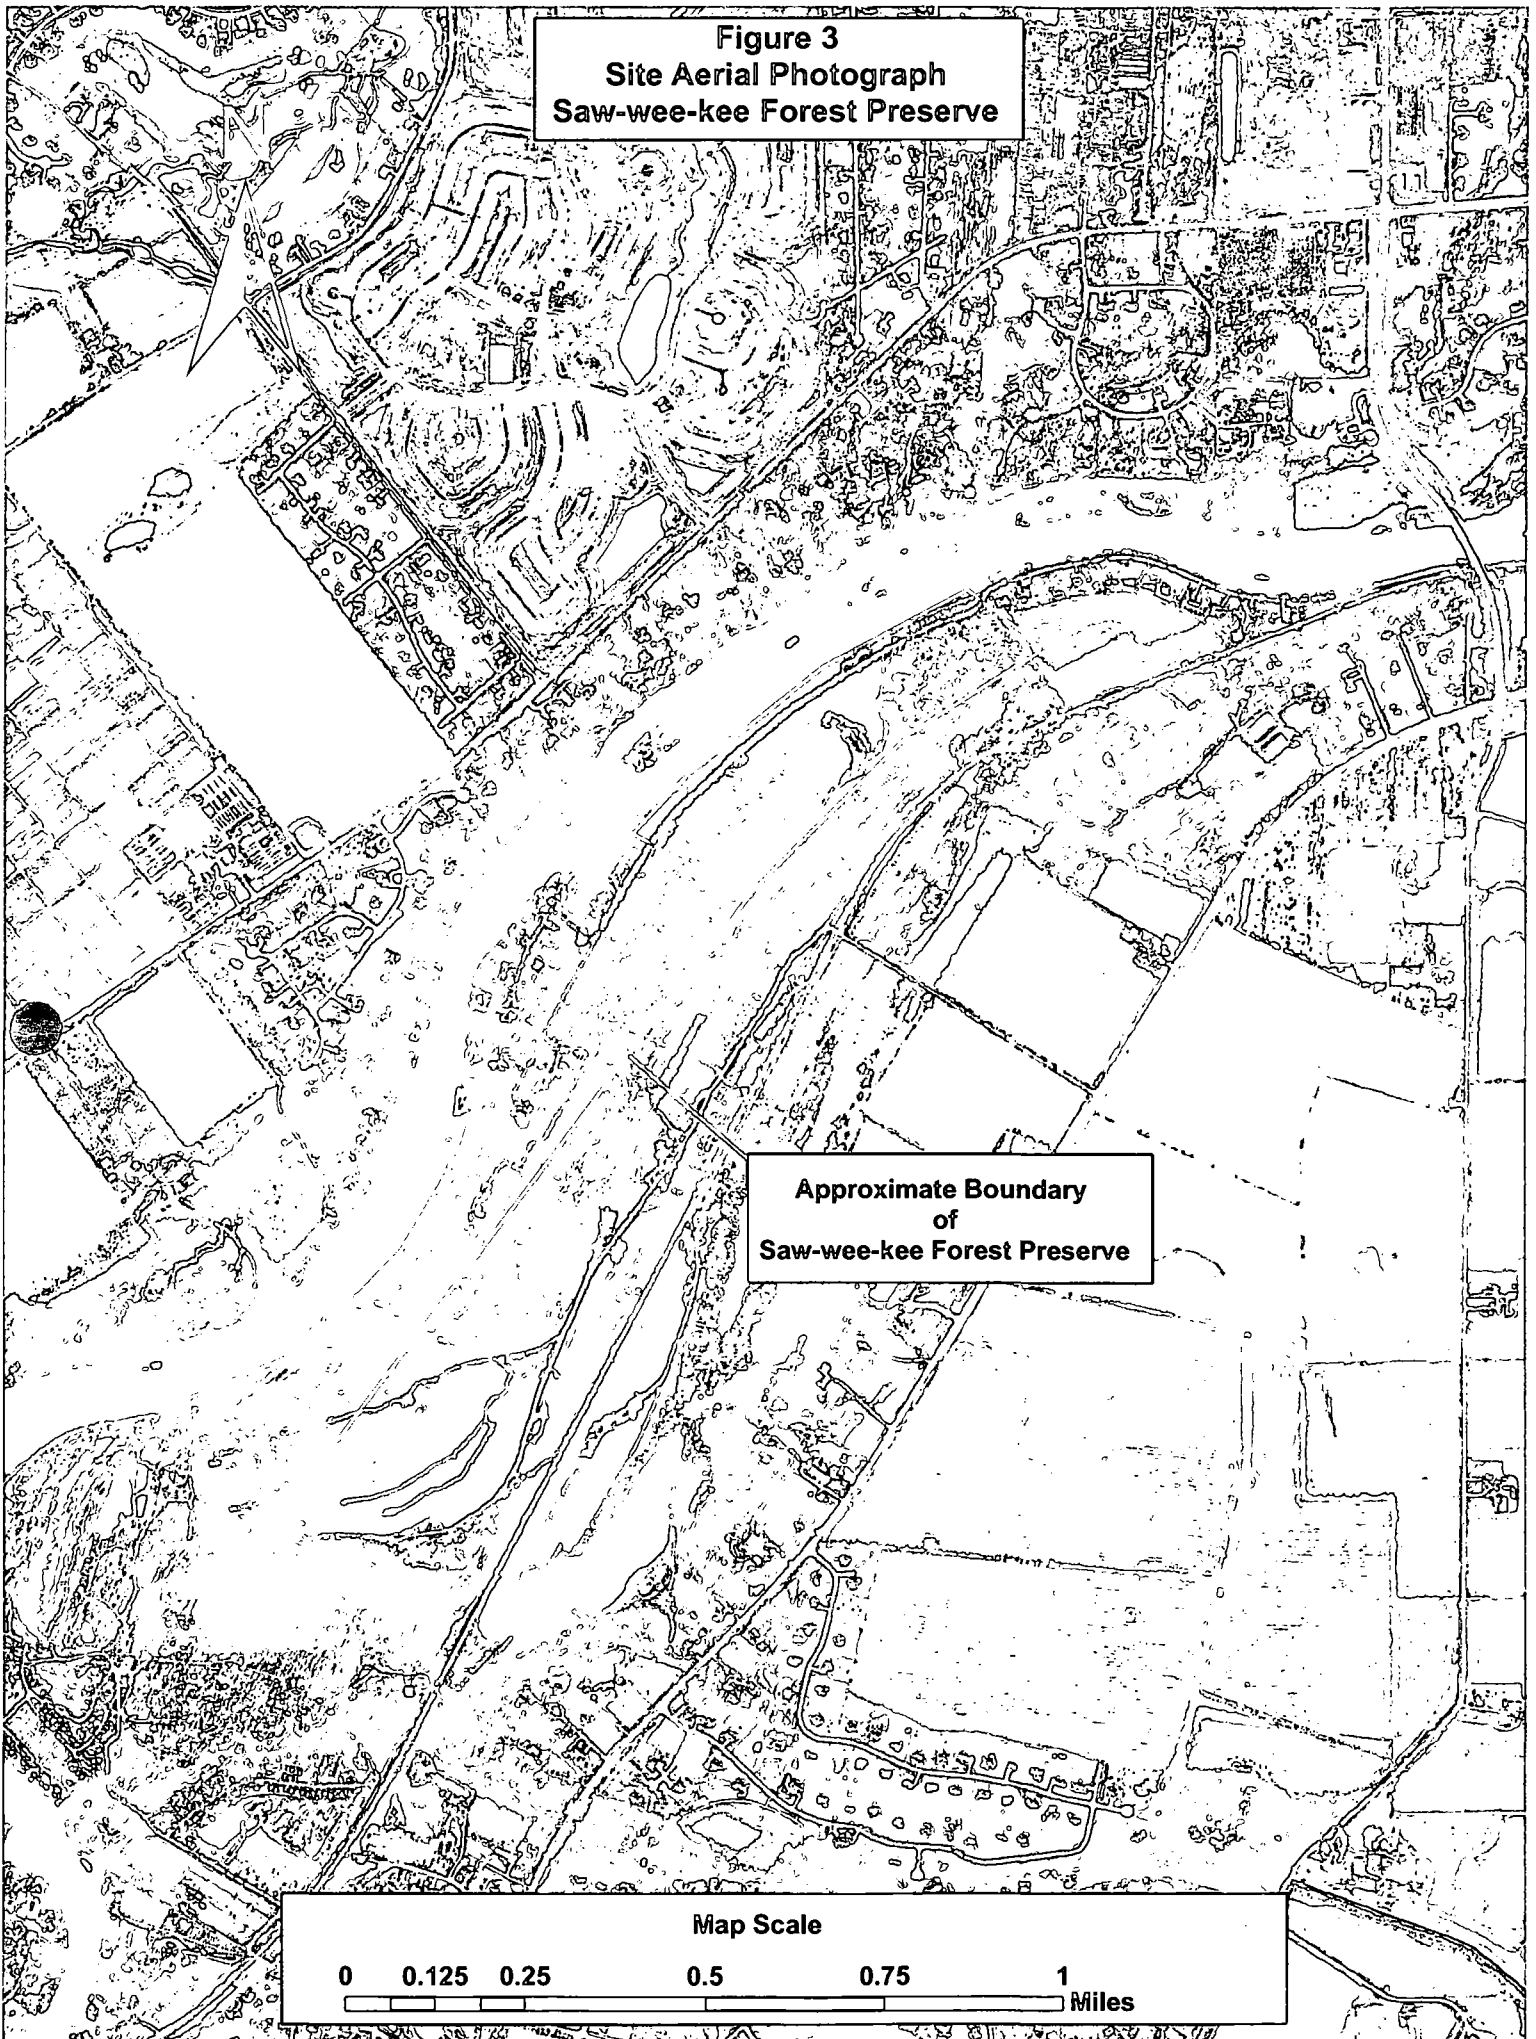 Figure 3
Site Aerial Photograph
Saw-wee-kee Forest Preserve
Approximate Boundary
of
Saw-wee-kee Forest Preserve
Map Scale
0 0.125 0.25 0.5 0.75 1
Miles